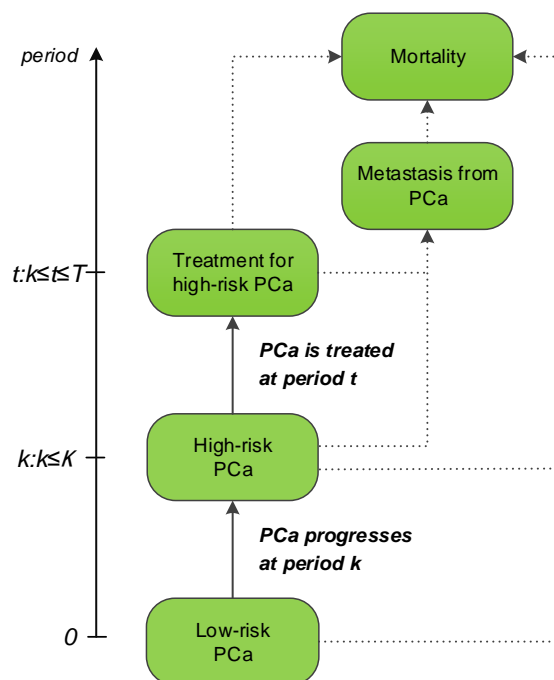 period
Mortality
Metastasis from
PCa
Treatment for
high-risk PCa
t:k≤t≤T
PCa is treated
at period t
High-risk
PCa
k:k≤K
PCa progresses
at period k
Low-risk
PCa
0